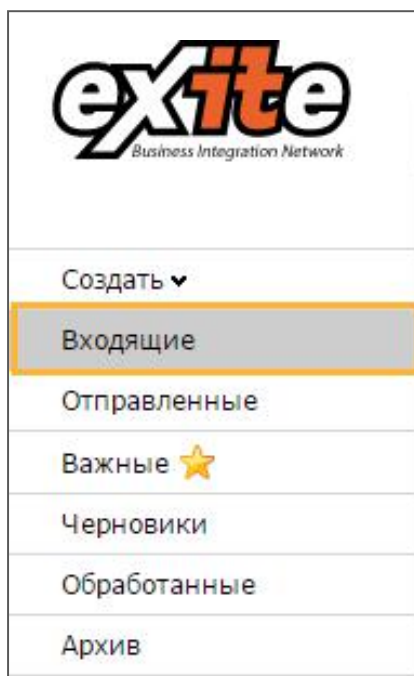 exite
Business Integration Network
Создать
Входящие
Отправленные
Важные
Черновики
Обработанные
Архив